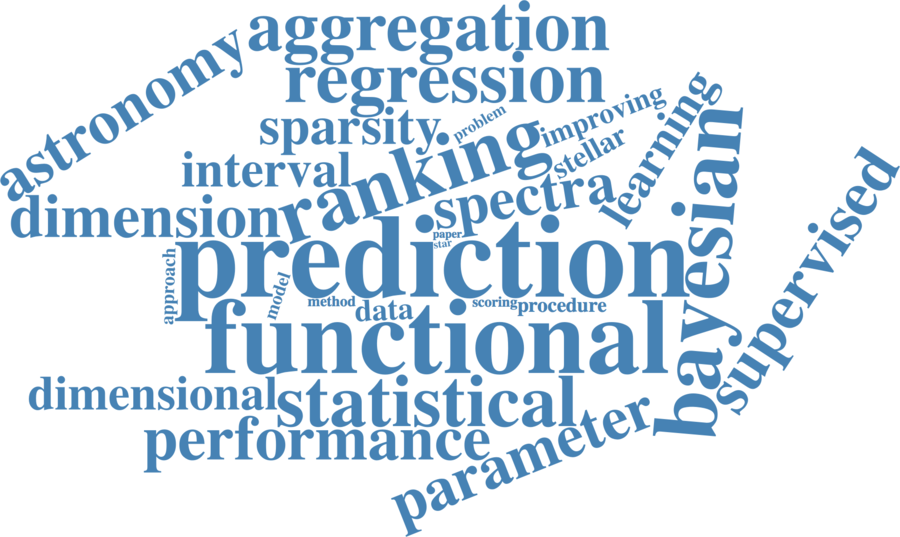 aggregation
astronomy
regression
sparsity
problem
improving
learning
interval
ranking
stellar
bayesian
supervised
dimension
spectra
prediction
paper
star
approach
model
method
data
scoring
procedure
functional
dimensional
statistical
performance
parameter